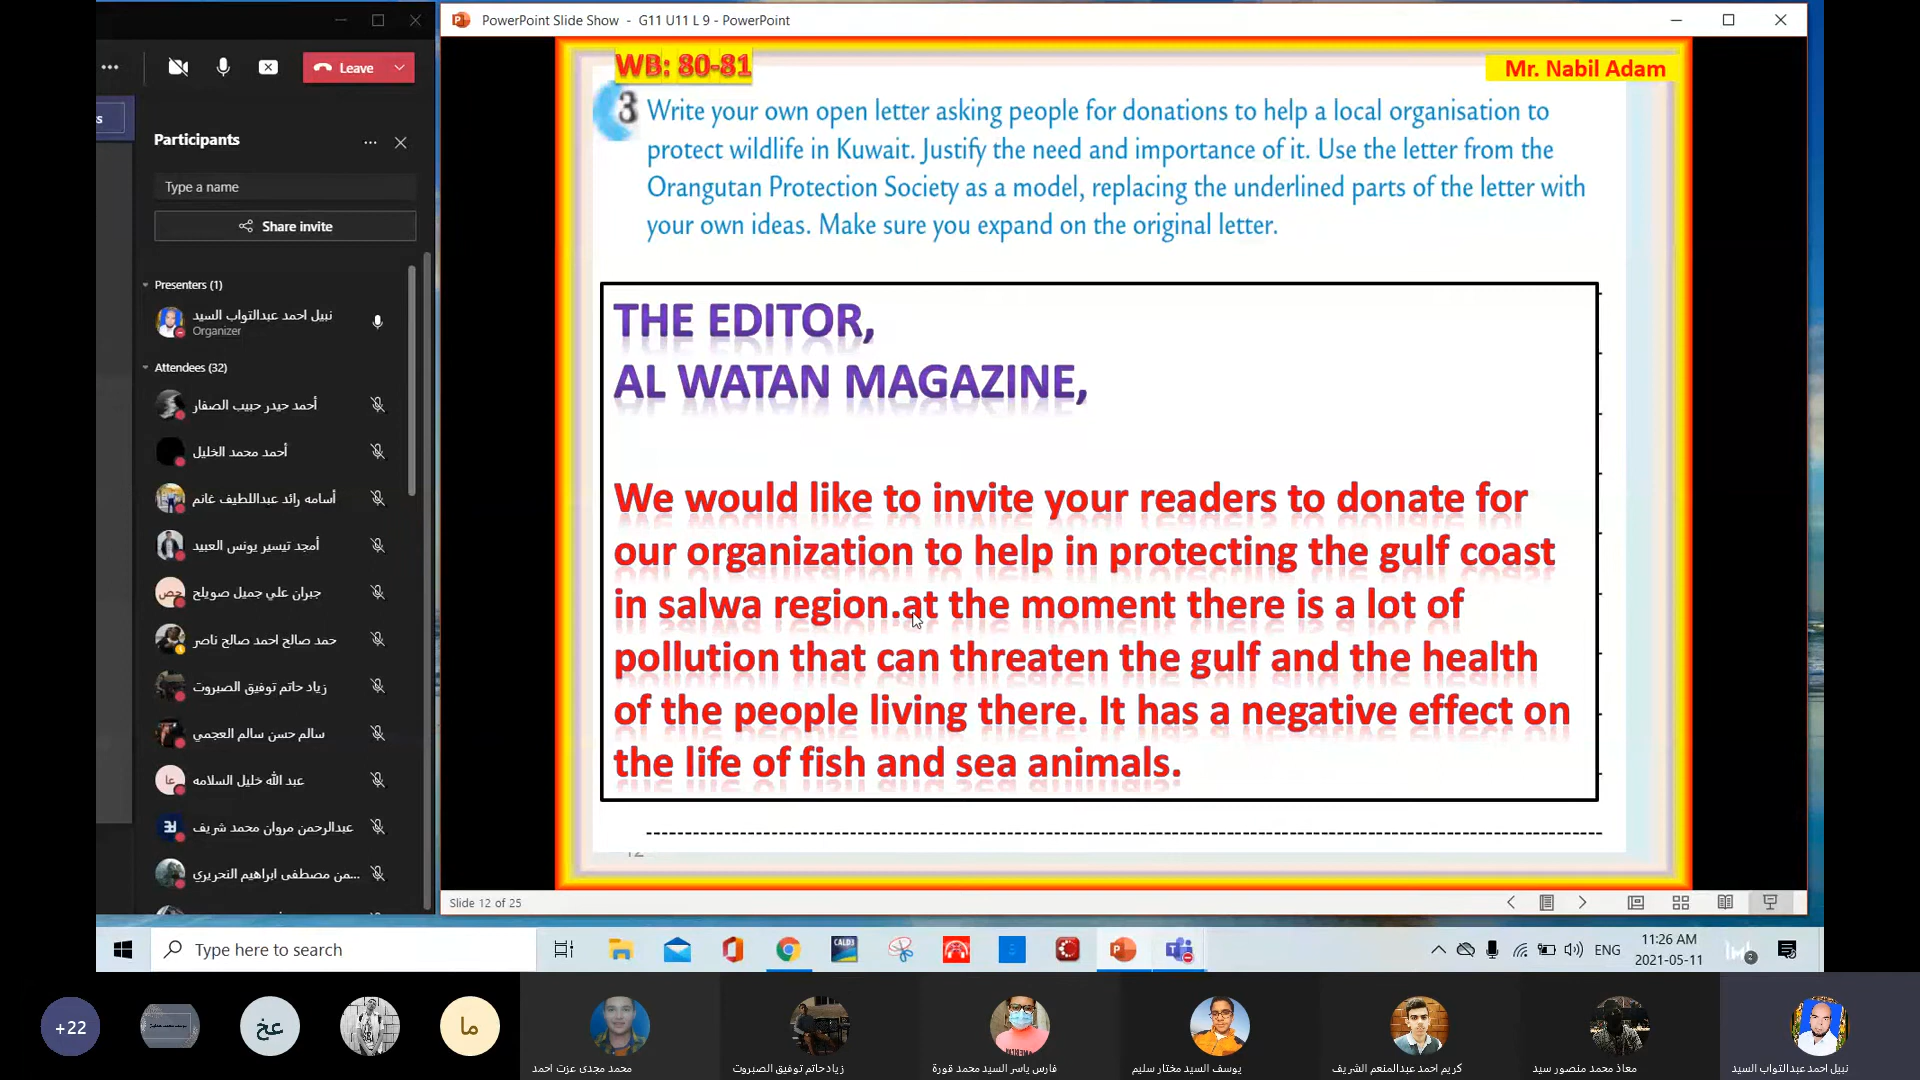 PowerPoint Slide Show - G11 U11 L 9 - PowerPoint
Leave
s
Participants
Type a name
Share invite
Presenters (1)
نبيل احمد عبدالتواب السيد
Organizer
Attendees (32)
أحمد حيدر حبيب الصفار
أحمد محمد الخليل
أسامه رائد عبداللطيف غانم
أمجد تيسير يونس العبيد
جص
جبران علي جميل صويلح
حمد صالح احمد صالح ناصر
زياد حاتم توفيق الصبروت
سالم حسن سالم العجمي
عا
عبد الله خليل السلامه
عبدالرحمن مروان محمد شريف
...من مصطفى ابراهيم النحريري
WB: 80-81
Mr. Nabil Adam
3 Write your own open letter asking people for donations to help a local organisation to
protect wildlife in Kuwait. Justify the need and importance of it. Use the letter from the
Orangutan Protection Society as a model, replacing the underlined parts of the letter with
your own ideas. Make sure you expand on the original letter.
THE EDITOR,
AL WATAN MAGAZINE,
We would like to invite your readers to donate for
our organization to help in protecting the gulf coast
in salwa region.at the moment there is a lot of
pollution that can threaten the gulf and the health
of the people living there. It has a negative effect on
the life of fish and sea animals.
12
Slide 12 of 25
Type here to search
CALD3
ENG
11:26 AM
2021-05-11
2
+22
عخ
ما
محمد مجدى عزت احمد
زياد حاتم توفيق الصبروت
فارس ياسر السيد محمد قورة
يوسف السيد مختار سليم
كريم احمد عبدالمنعم الشريف
معاذ محمد منصور سيد
نبيل احمد عبدالتواب السيد